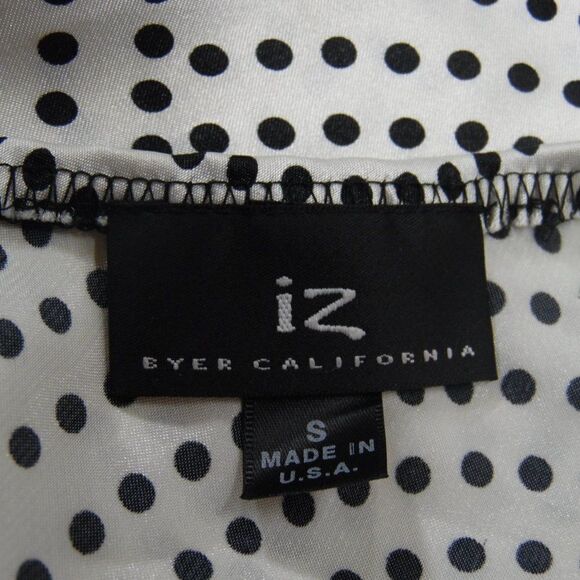 iz
BYER CALIFORNIA
S
MADE IN
U.S.A.